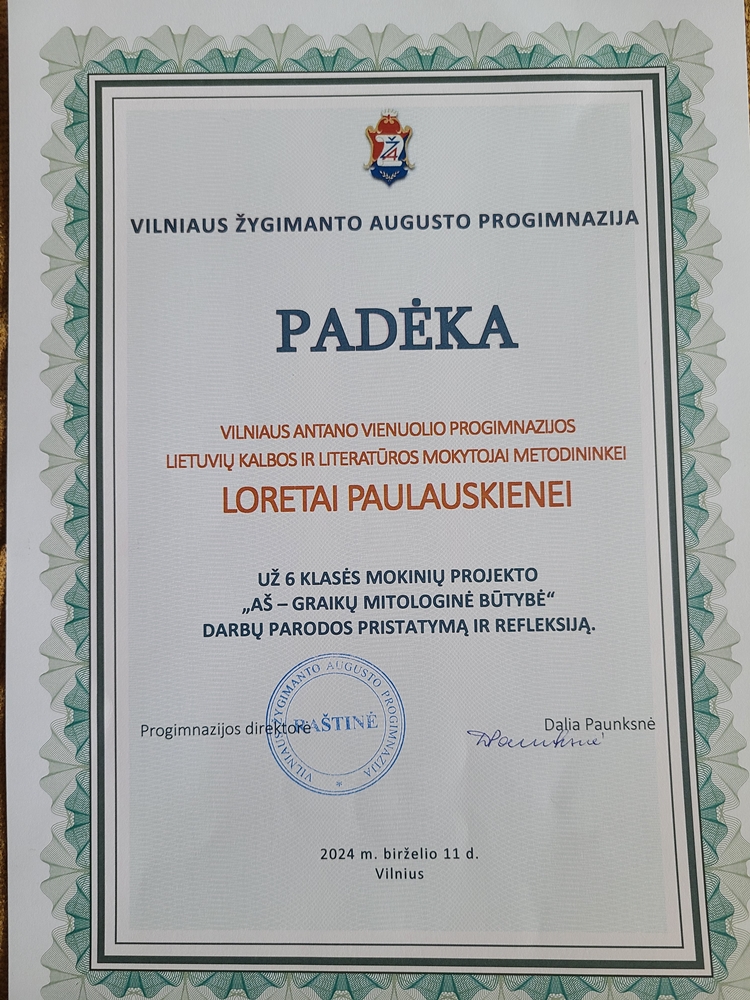 ŽA
VILNIAUS ŽYGIMANTO AUGUSTO PROGIMNAZIJA
PADĖKA
VILNIAUS ANTANO VIENUOLIO PROGIMNAZIJOS
LIETUVIŲ KALBOS IR LITERATŪROS MOKYTOJAI METODININKEI
LORETAI PAULAUSKIENEI
UŽ 6 KLASĖS MOKINIŲ PROJEKTO
„AŠ – GRAIKŲ MITOLOGINĖ BŪTYBĖ“
DARBŲ PARODOS PRISTATYMĄ IR REFLEKSIJĄ.
VILNIAUS ŽYGIMANTO AUGUSTO PROGIMNAZIJA *
RAŠTINĖ
Progimnazijos direktorė
Dalia Paunksnė
DPaunksnė
2024 m. birželio 11 d.
Vilnius